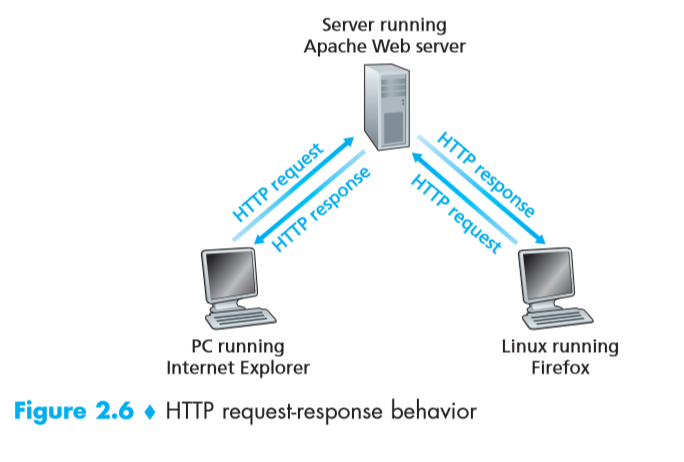 Server running
Apache Web server
HTTP request
HTTP response
HTTP response
HTTP request
PC running
Internet Explorer
Linux running
Firefox
Figure 2.6 ♦ HTTP request-response behavior